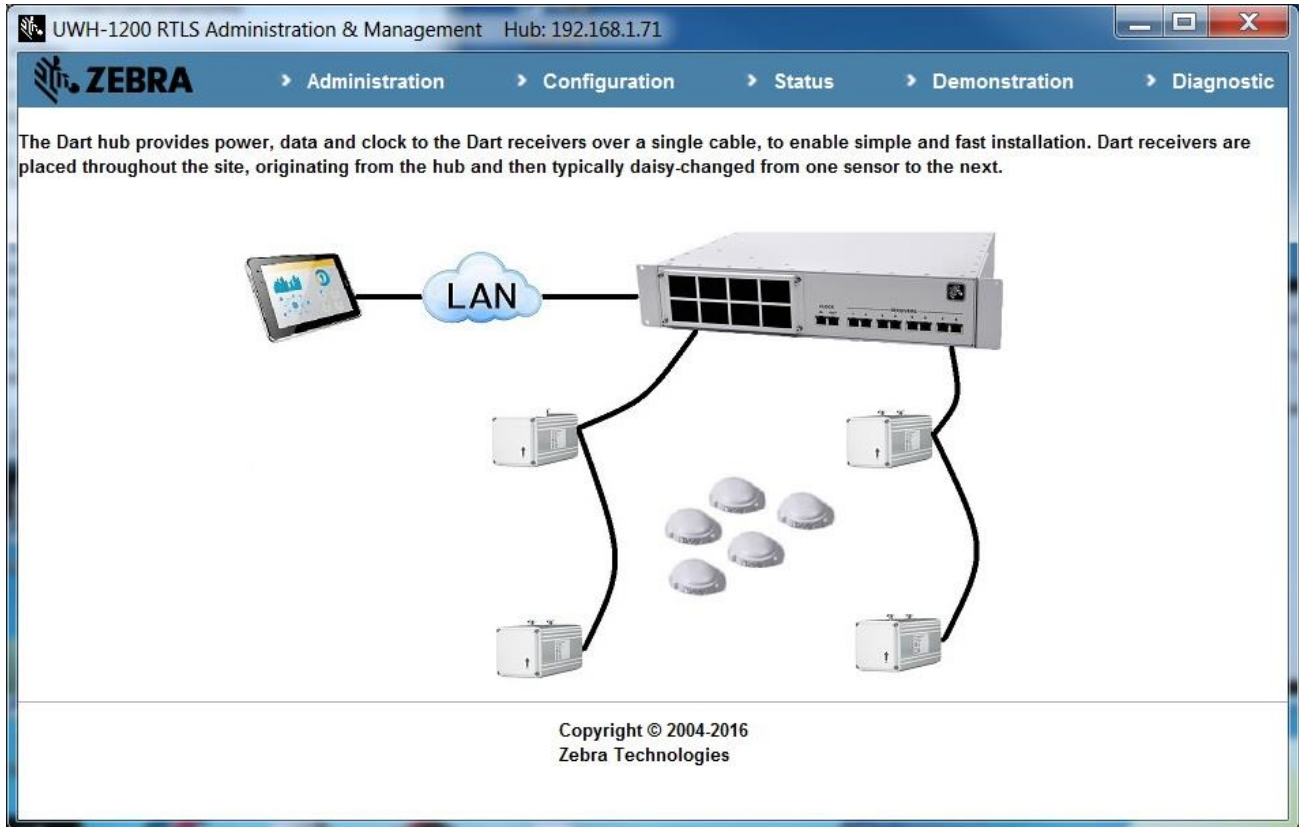 UWH-1200 RTLS Administration & Management Hub: 192.168.1.71
ZEBRA
Administration
Configuration
Status
Demonstration
Diagnostic
The Dart hub provides power, data and clock to the Dart receivers over a single cable, to enable simple and fast installation. Dart receivers are
placed throughout the site, originating from the hub and then typically daisy-changed from one sensor to the next.
LAN
CLOCK
RECEIVERS
Copyright © 2004-2016
Zebra Technologies